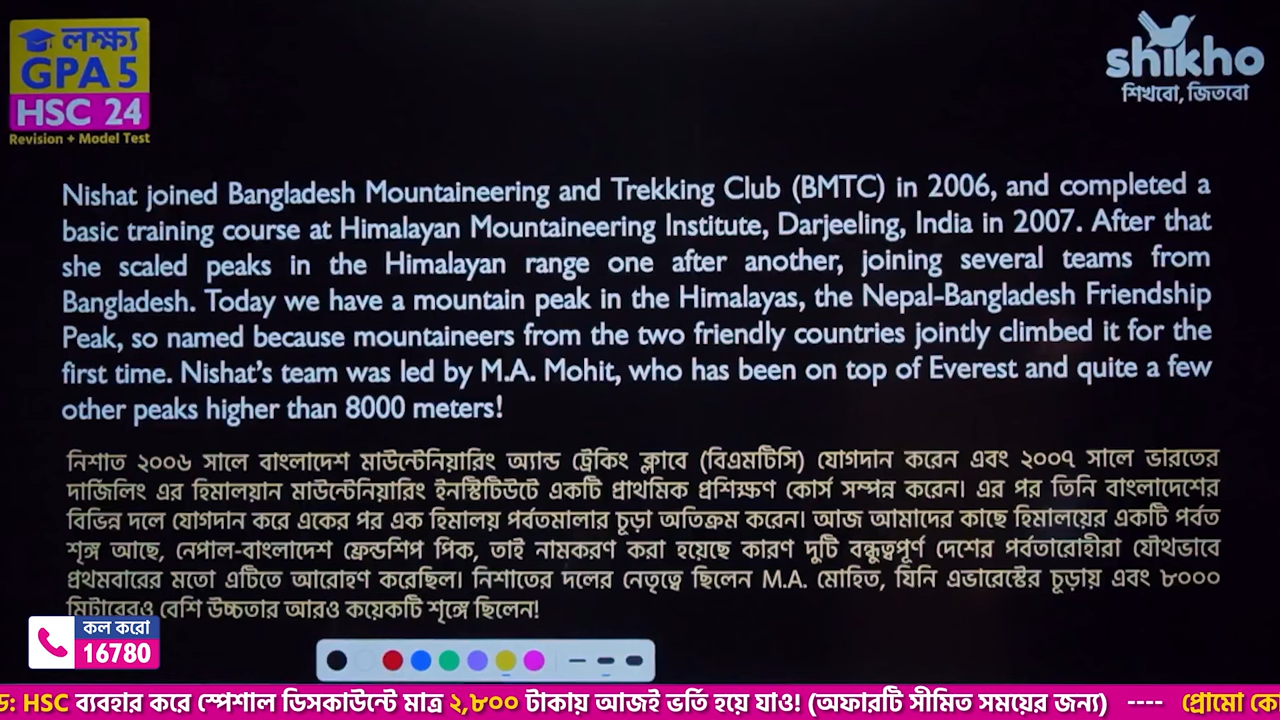 লক্ষ্য
GPA 5
HSC 24
Revision + Model Test
shikho
শিখবো, জিতবো
Nishat joined Bangladesh Mountaineering and Trekking Club (BMTC) in 2006, and completed a
basic training course at Himalayan Mountaineering Institute, Darjeeling, India in 2007. After that
she scaled peaks in the Himalayan range one after another, joining several teams from
Bangladesh. Today we have a mountain peak in the Himalayas, the Nepal-Bangladesh Friendship
Peak, so named because mountaineers from the two friendly countries jointly climbed it for the
first time. Nishat's team was led by M.A. Mohit, who has been on top of Everest and quite a few
other peaks higher than 8000 meters!
নিশাত ২০০৬ সালে বাংলাদেশ মাউন্টেনিয়ারিং অ্যান্ড ট্রেকিং ক্লাবে (বিএমটিসি) যোগদান করেন এবং ২০০৭ সালে ভারতের
দার্জিলিং এর হিমালয়ান মাউন্টেনিয়ারিং ইনস্টিটিউটে একটি প্রাথমিক প্রশিক্ষণ কোর্স সম্পন্ন করেন। এর পর তিনি বাংলাদেশের
বিভিন্ন দলে যোগদান করে একের পর এক হিমালয় পর্বতমালার চূড়া অতিক্রম করেন। আজ আমাদের কাছে হিমালয়ের একটি পর্বত
শৃঙ্গ আছে, নেপাল-বাংলাদেশ ফ্রেন্ডশিপ পিক, তাই নামকরণ করা হয়েছে কারণ দুটি বন্ধুত্বপূর্ণ দেশের পর্বতারোহীরা যৌথভাবে
প্রথমবারের মতো এটিতে আরোহণ করেছিল। নিশাতের দলের নেতৃত্বে ছিলেন M.A. মোহিত, যিনি এভারেস্টের চূড়ায় এবং ৮০০০
মিটারেরও বেশি উচ্চতার আরও কয়েকটি শৃঙ্গে ছিলেন!
কল করো
16780
ড: HSC ব্যবহার করে স্পেশাল ডিসকাউন্টে মাত্র ২,৮০০ টাকায় আজই ভর্তি হয়ে যাও! (অফারটি সীমিত সময়ের জন্য) ---- প্রোমো কো